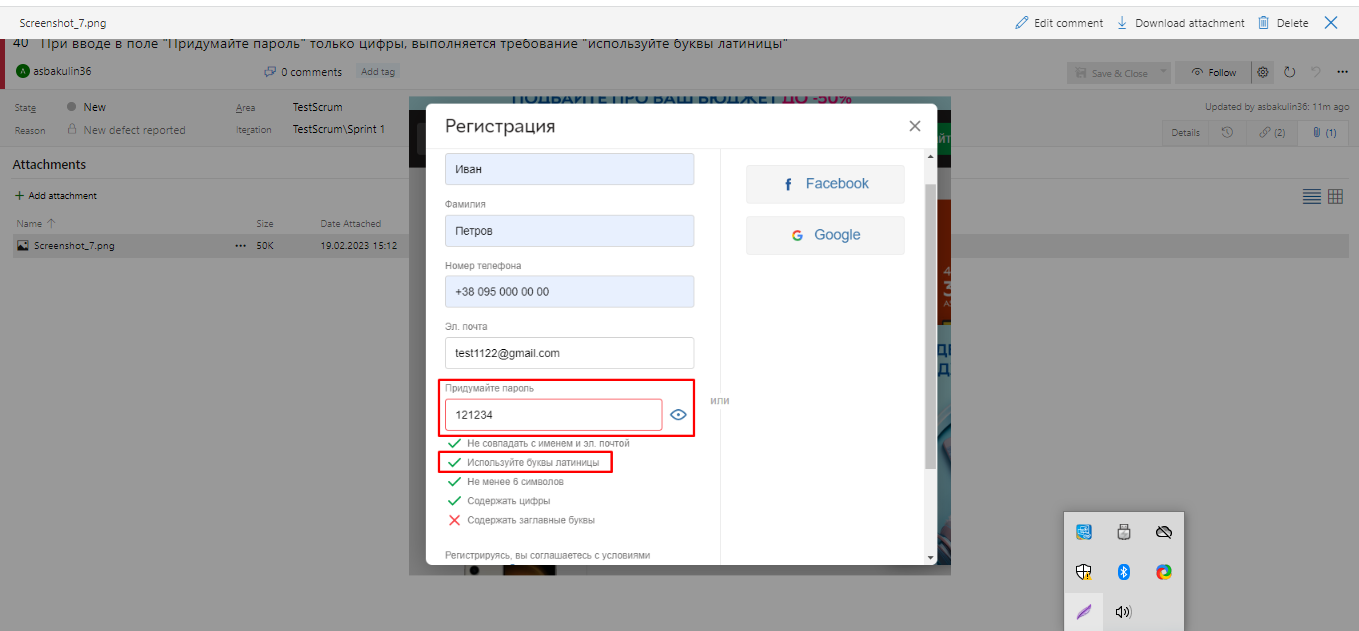 Screenshot_7.png
Edit comment
Download attachment
Delete
40 При вводе в поле "Придумайте пароль" только цифры, выполняется требование "используйте буквы латиницы"
asbakulin36
0 comments
Add tag
Save & Close
Follow
State
New
Area
TestScrum
Updated by asbakulin36: 11m ago
Reason
New defect reported
Iteration
TestScrum\Sprint 1
Details
(2)
(1)
Attachments
Add attachment
Name
Size
Date Attached
Screenshot_7.png
50K
19.02.2023 15:12
ПОДБАЙТЕ ПРО ВАШ БЮДЖЕТ ДО -50%
Регистрация
Иван
Фамилия
Петров
Номер телефона
+38 095 000 00 00
Эл. почта
test1122@gmail.com
Придумайте пароль
121234
Не совпадать с именем и эл. почтой
Используйте буквы латиницы
Не менее 6 символов
Содержать цифры
Содержать заглавные буквы
Регистрируясь, вы соглашаетесь с условиями
или
Facebook
Google